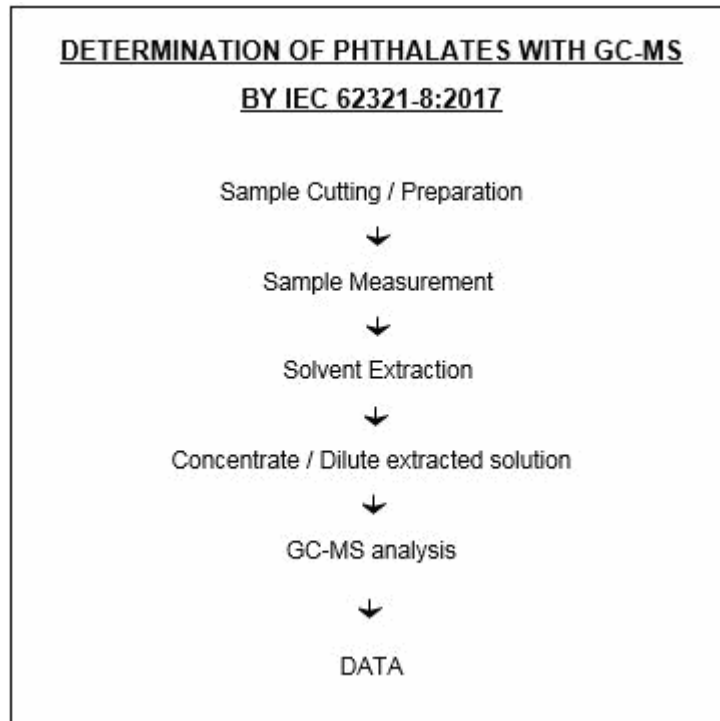 DETERMINATION OF PHTHALATES WITH GC-MS
BY IEC 62321-8:2017
Sample Cutting / Preparation
Sample Measurement
Solvent Extraction
Concentrate / Dilute extracted solution
GC-MS analysis
DATA